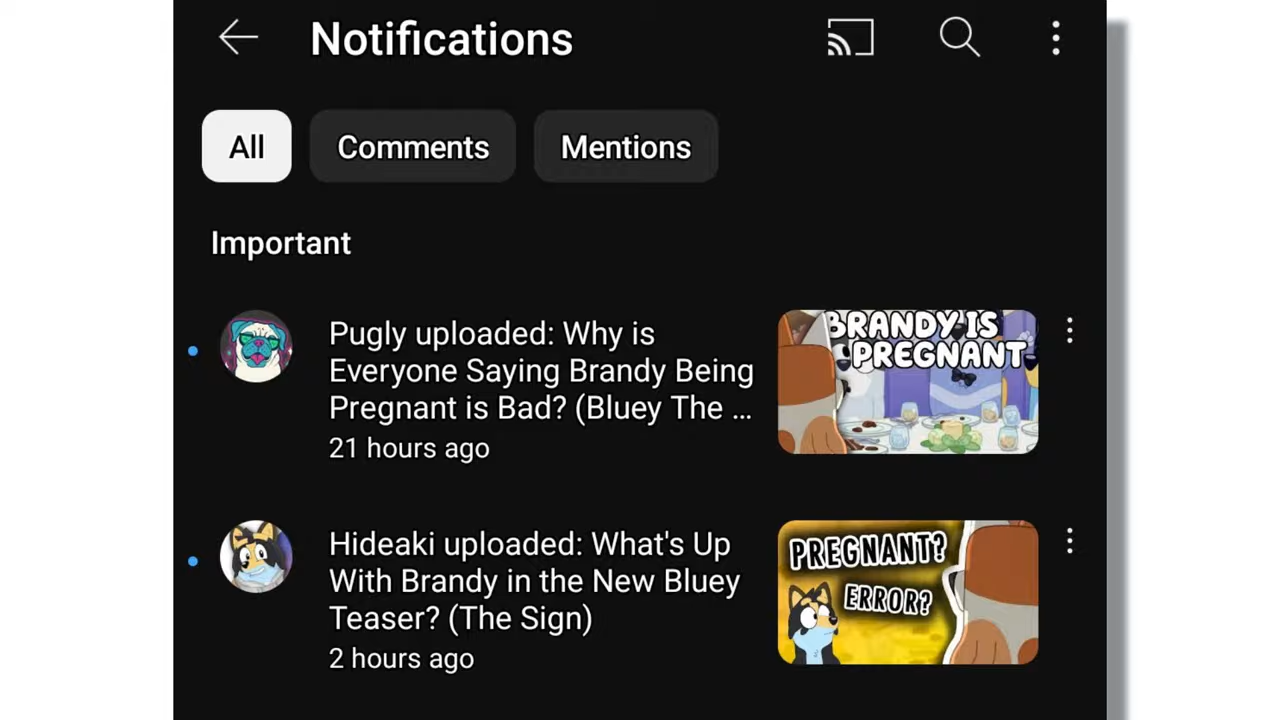 Notifications
All
Comments
Mentions
Important
Pugly uploaded: Why is
Everyone Saying Brandy Being
Pregnant is Bad? (Bluey The ...
21 hours ago
BRANDY IS
PREGNANT
Hideaki uploaded: What's Up
With Brandy in the New Bluey
Teaser? (The Sign)
2 hours ago
PREGNANT?
ERROR?